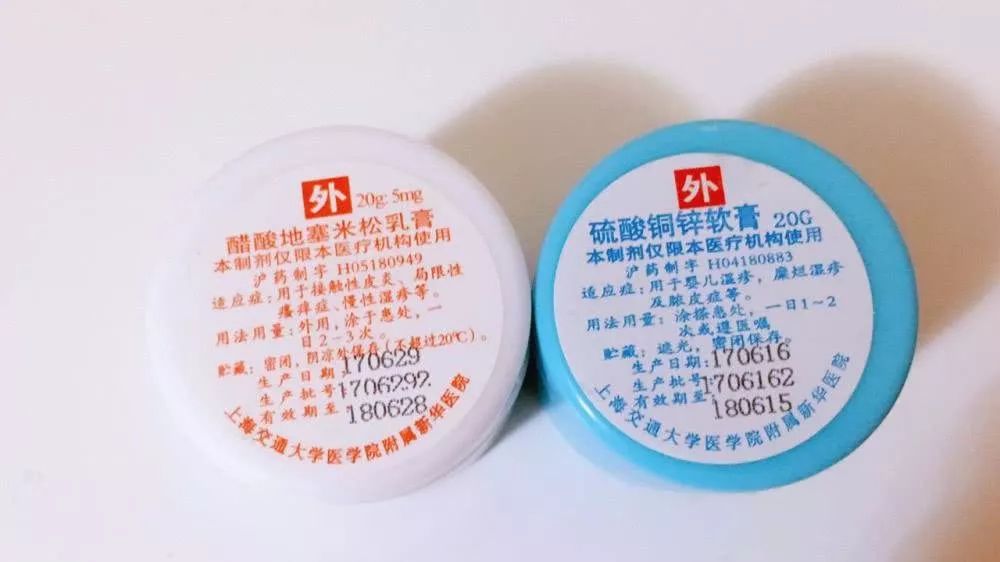 外 20g: 5mg
醋酸地塞米松乳膏
本制剂仅限本医疗机构使用
沪药制字 H05180949
适应症: 用于接触性皮炎、局限性
瘙痒症、慢性湿疹等。
用法用量: 外用, 涂于患处, 一
日2-3次。
贮藏: 密闭, 阴凉处保存(不超过20℃)。
生产日期 170629
生产批号 1706292
有效期至 180628
上海交通大学医学院附属新华医院
外
硫酸铜锌软膏 20G
本制剂仅限本医疗机构使用
沪药制字 H04180883
适应症: 用于婴儿湿疹, 糜烂湿疹
及脓皮症等。
用法用量: 涂搽患处, 一日1~2
次或遵医嘱
贮藏: 遮光, 密闭保存。
生产日期: 170616
生产批号: 1706162
有效期至: 180615
上海交通大学医学院附属新华医院